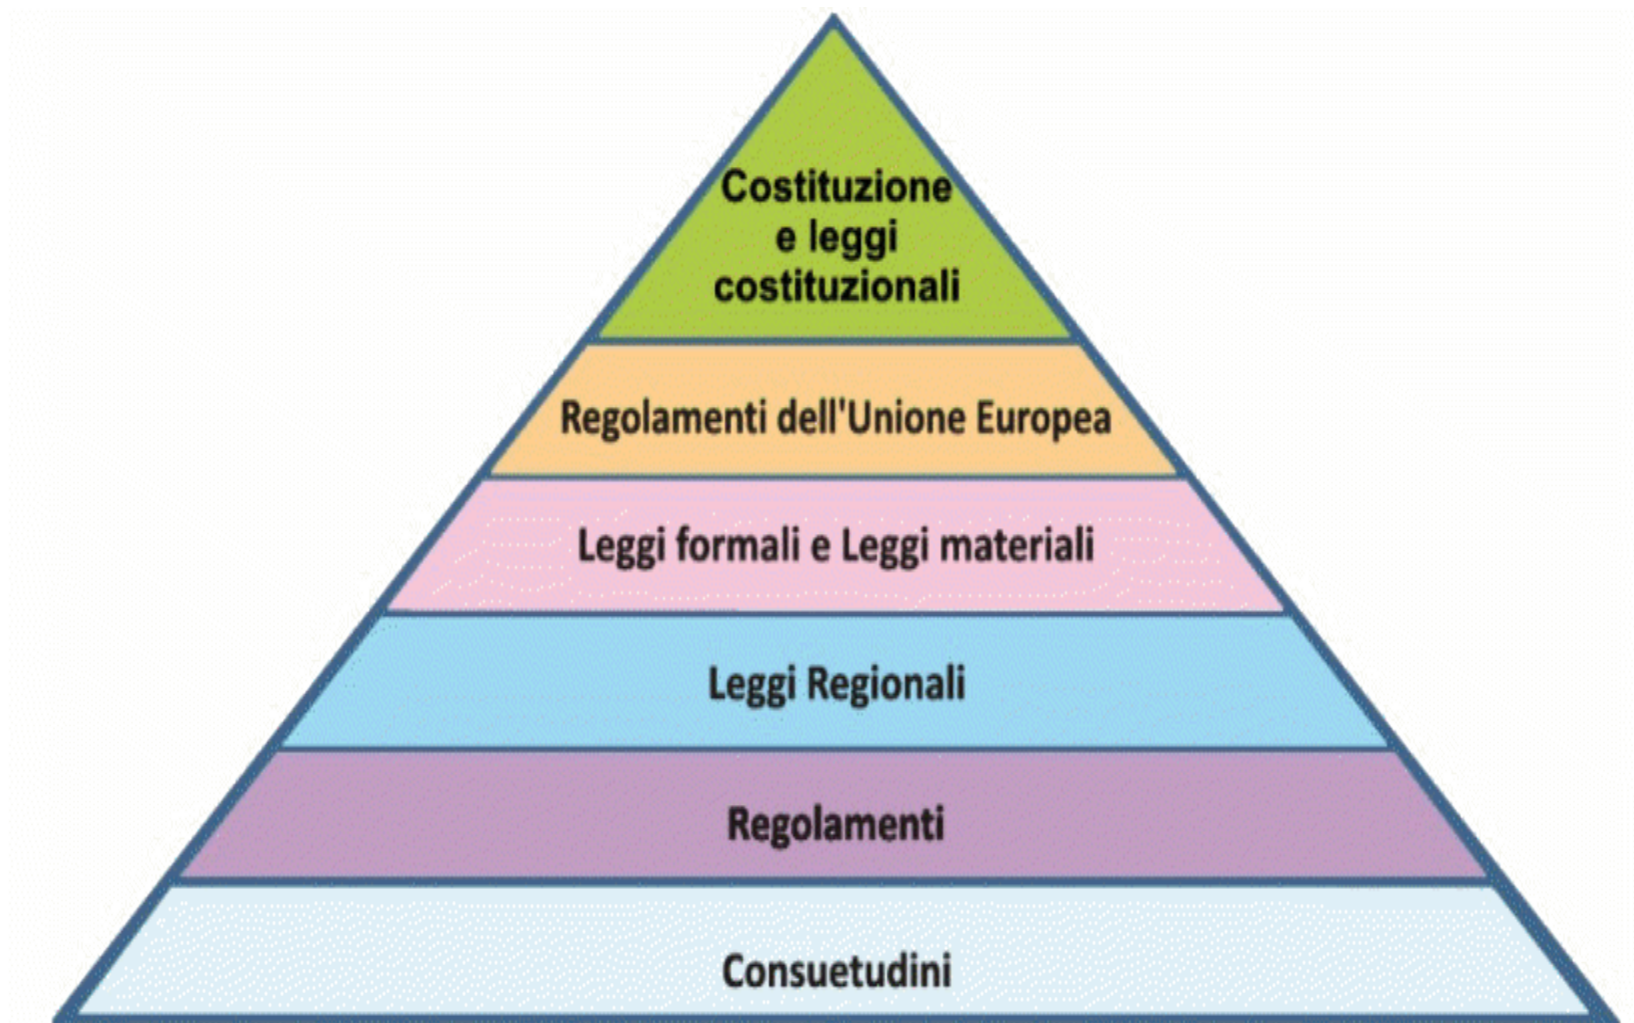 Costituzione
e leggi
costituzionali
Regolamenti dell'Unione Europea
Leggi formali e Leggi materiali
Leggi Regionali
Regolamenti
Consuetudini